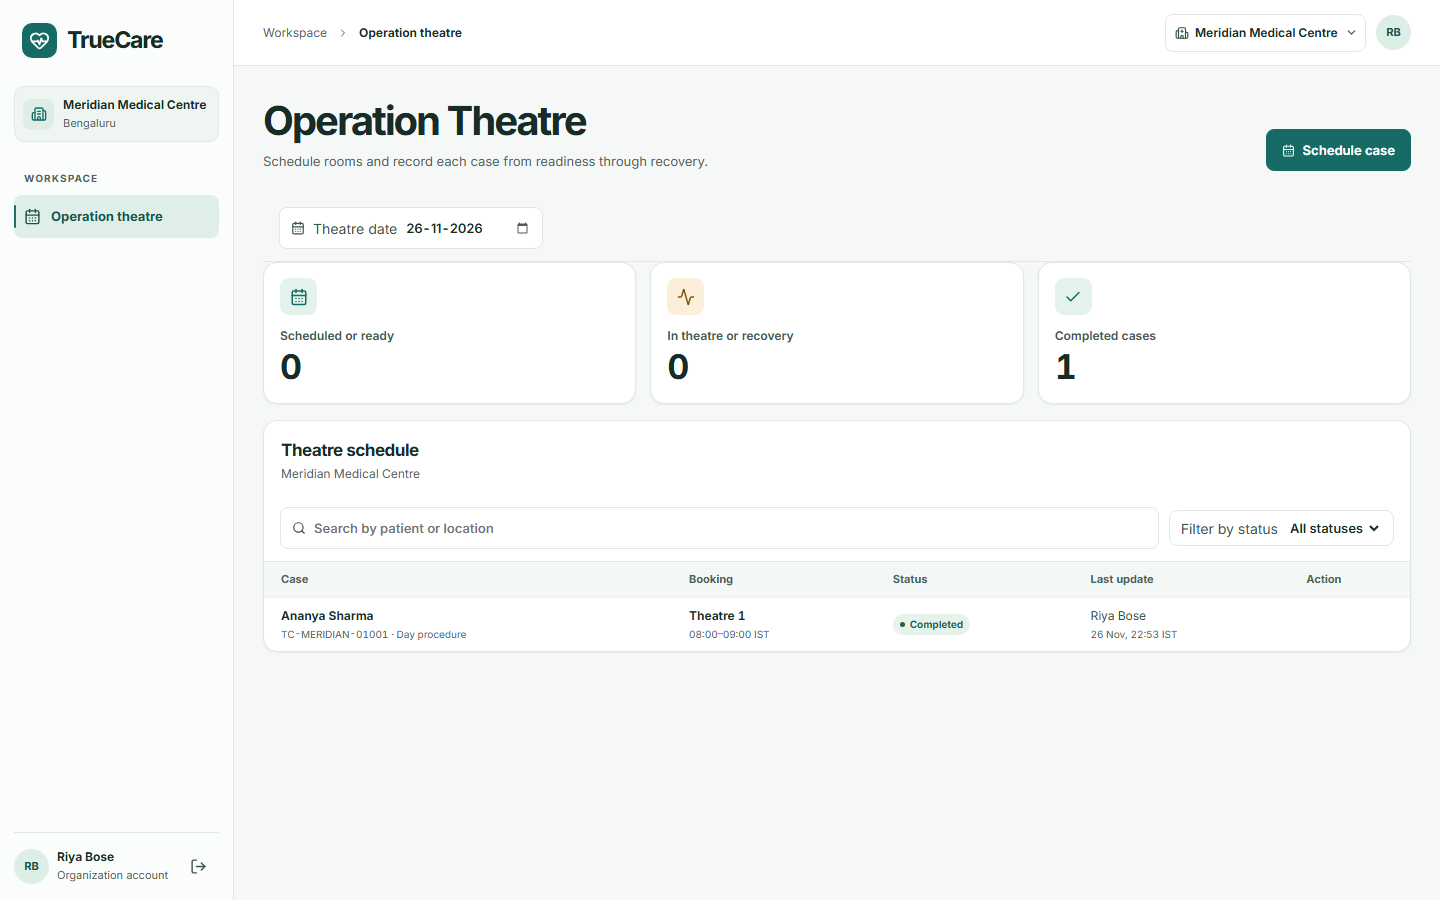 TrueCare
Meridian Medical Centre
Bengaluru
WORKSPACE
Operation theatre
RB
Riya Bose
Organization account
Workspace
Operation theatre
Meridian Medical Centre
RB
Operation Theatre
Schedule rooms and record each case from readiness through recovery.
Schedule case
Theatre date 26-11-2026
Scheduled or ready
0
In theatre or recovery
0
Completed cases
1
Theatre schedule
Meridian Medical Centre
Search by patient or location
Filter by status All statuses
Case Booking Status Last update Action
Ananya Sharma Theatre 1 Completed Riya Bose
TC-MERIDIAN-01001 · Day procedure 08:00–09:00 IST 26 Nov, 22:53 IST